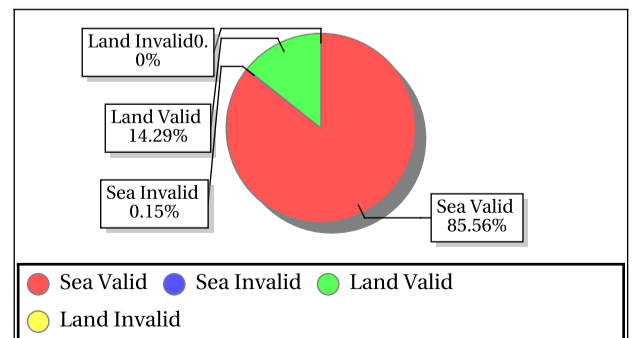 Land Invalid0.
0%
Land Valid
14.29%
Sea Invalid
0.15%
Sea Valid
85.56%
Sea Valid Sea Invalid Land Valid
Land Invalid